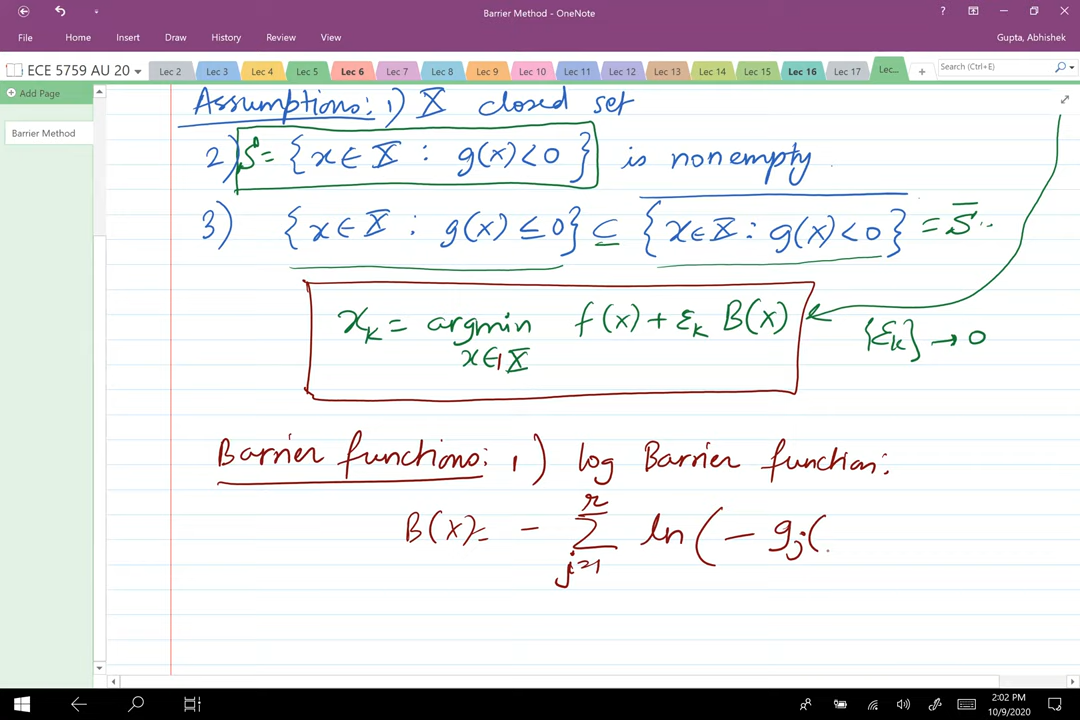 Barrier Method - OneNote
?
Gupta, Abhishek
File Home Insert Draw History Review View
ECE 5759 AU 20
Lec 2 Lec 3 Lec 4 Lec 5 Lec 6 Lec 7 Lec 8 Lec 9 Lec 10 Lec 11 Lec 12 Lec 13 Lec 14 Lec 15 Lec 16 Lec 17 Lec...
Search (Ctrl+E)
Add Page
Barrier Method
Assumptions: 1) X closed set
2) S = {x ∈ X : g(x) < 0} is nonempty
3) {x ∈ X : g(x) ≤ 0} ⊆ \overline{{x ∈ X : g(x) < 0}} = S̄
x_k = argmin f(x) + ε_k B(x)
x ∈ X
{ε_k} → 0
Barrier functions: 1) log Barrier function:
B(x) = - ∑_{j=1}^{r} ln(- g_j(
2:02 PM
10/9/2020